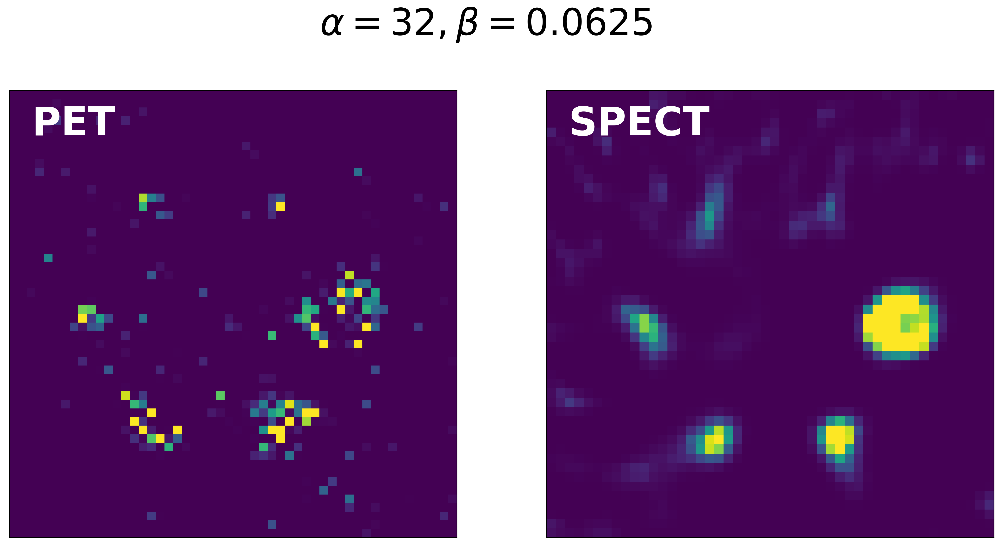 α = 32, β = 0.0625
PET
SPECT